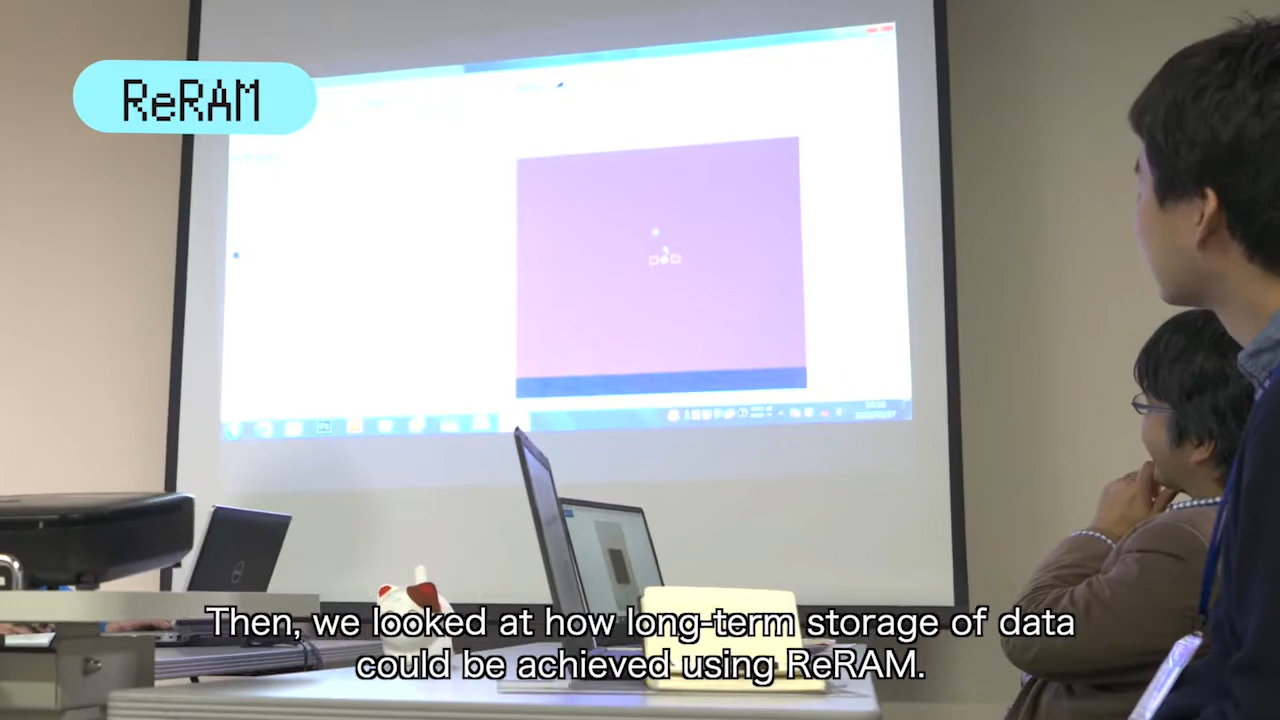 ReRAM
Then, we looked at how long-term storage of data
could be achieved using ReRAM.